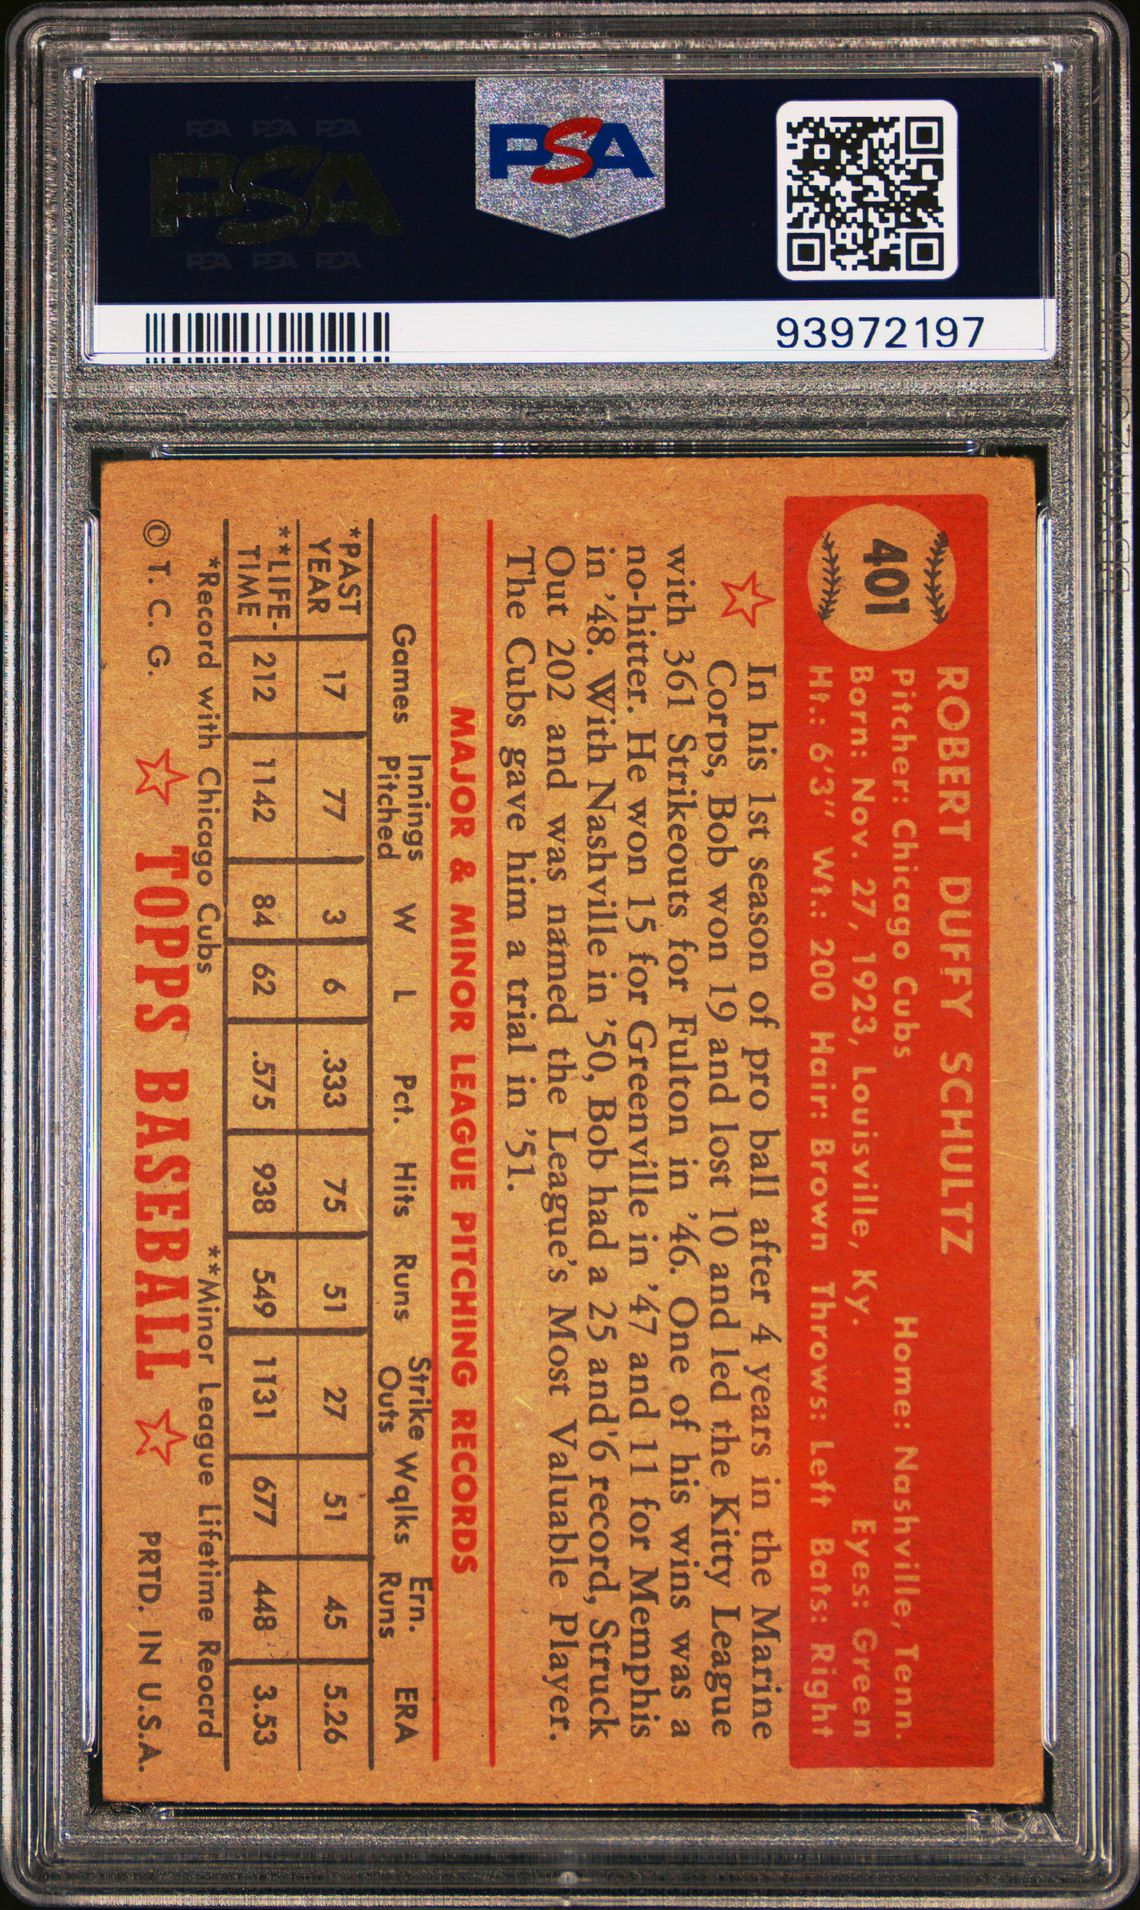 PSA PSA PSA
PSA
PSA PSA PSA
PSA
93972197
401
ROBERT DUFFY SCHULTZ
Pitcher: Chicago Cubs Home: Nashville, Tenn.
Born: Nov. 27, 1923, Louisville, Ky. Eyes: Green
Ht.: 6'3" Wt.: 200 Hair: Brown Throws: Left Bats: Right
In his 1st season of pro ball after 4 years in the Marine
Corps, Bob won 19 and lost 10 and led the Kitty League
with 361 Strikeouts for Fulton in '46. One of his wins was a
no-hitter. He won 15 for Greenville in '47 and 11 for Memphis
in '48. With Nashville in '50, Bob had a 25 and 6 record, Struck
Out 202 and was named the League's Most Valuable Player.
The Cubs gave him a trial in '51.
MAJOR & MINOR LEAGUE PITCHING RECORDS
Games Innings Pitched W L Pct. Hits Runs Strike Outs Walks Ern. Runs ERA
*PAST YEAR 17 77 3 6 .333 75 51 27 51 45 5.26
**LIFE-TIME 212 1142 84 62 .575 938 549 1131 677 448 3.53
*Record with Chicago Cubs **Minor League Lifetime Reocrd
© T. C. G. TOPPS BASEBALL PRTD. IN U.S.A.
PSA